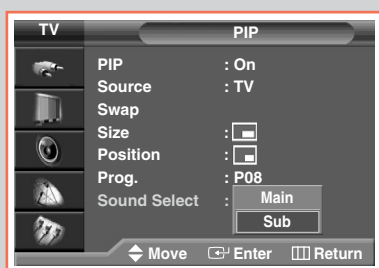 TV PIP
PIP : On
Source : TV
Swap
Size :
Position :
Prog. : P08
Sound Select : Main
Sub
Move Enter Return